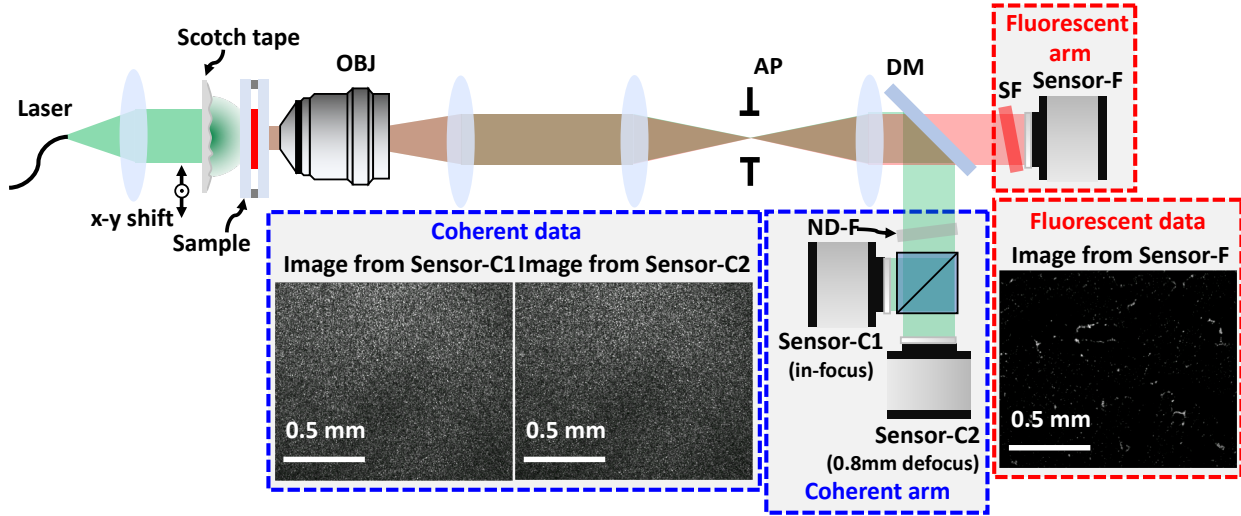 Scotch tape
Laser
OBJ
AP
DM
Fluorescent
arm
SF
Sensor-F
x-y shift
Sample
Coherent data
Image from Sensor-C1
Image from Sensor-C2
0.5 mm
0.5 mm
ND-F
Sensor-C1
(in-focus)
Sensor-C2
(0.8mm defocus)
Coherent arm
Fluorescent data
Image from Sensor-F
0.5 mm